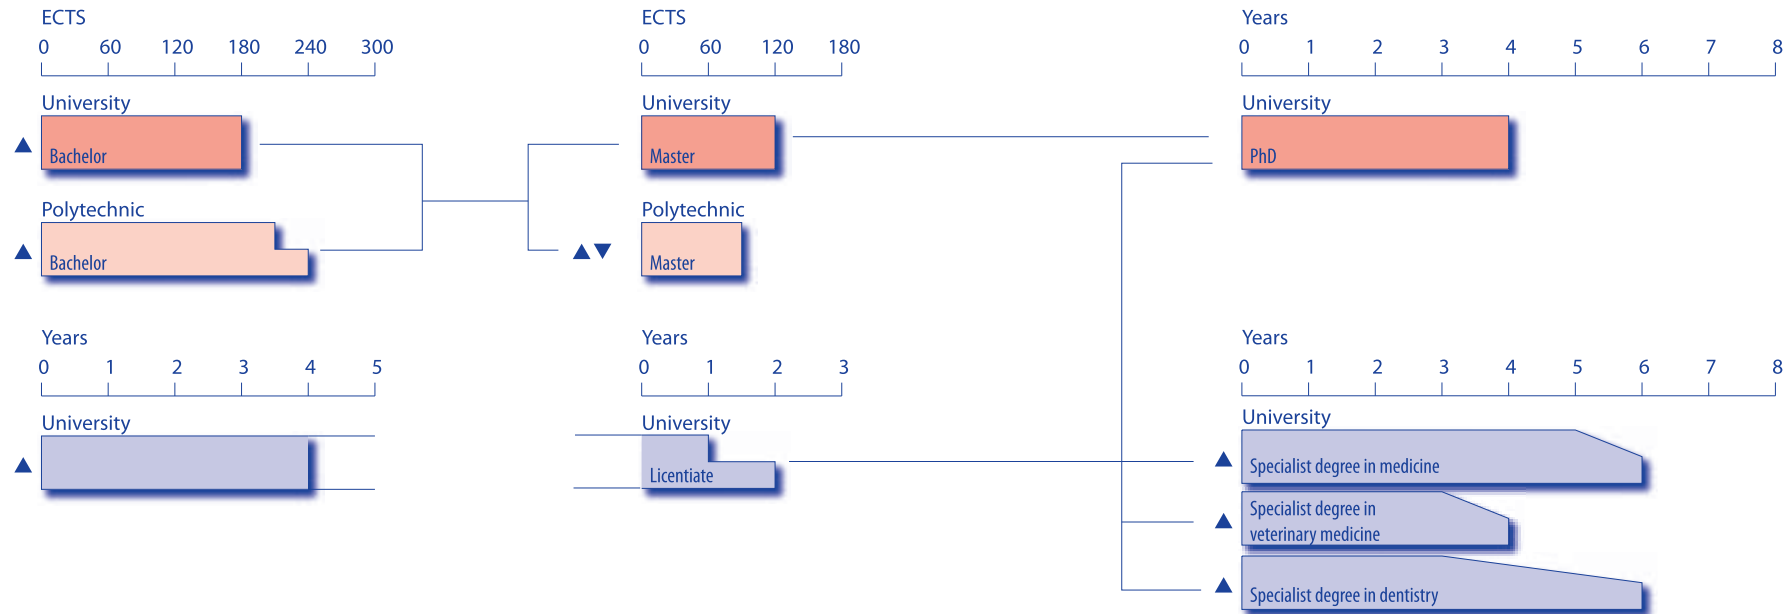 ECTS
0 60 120 180 240 300
University
Bachelor
Polytechnic
Bachelor
ECTS
0 60 120 180
University
Master
Polytechnic
Master
Years
0 1 2 3 4 5 6 7 8
University
PhD
Years
0 1 2 3 4 5
University
Years
0 1 2 3
University
Licentiate
Years
0 1 2 3 4 5 6 7 8
University
Specialist degree in medicine
Specialist degree in
veterinary medicine
Specialist degree in dentistry